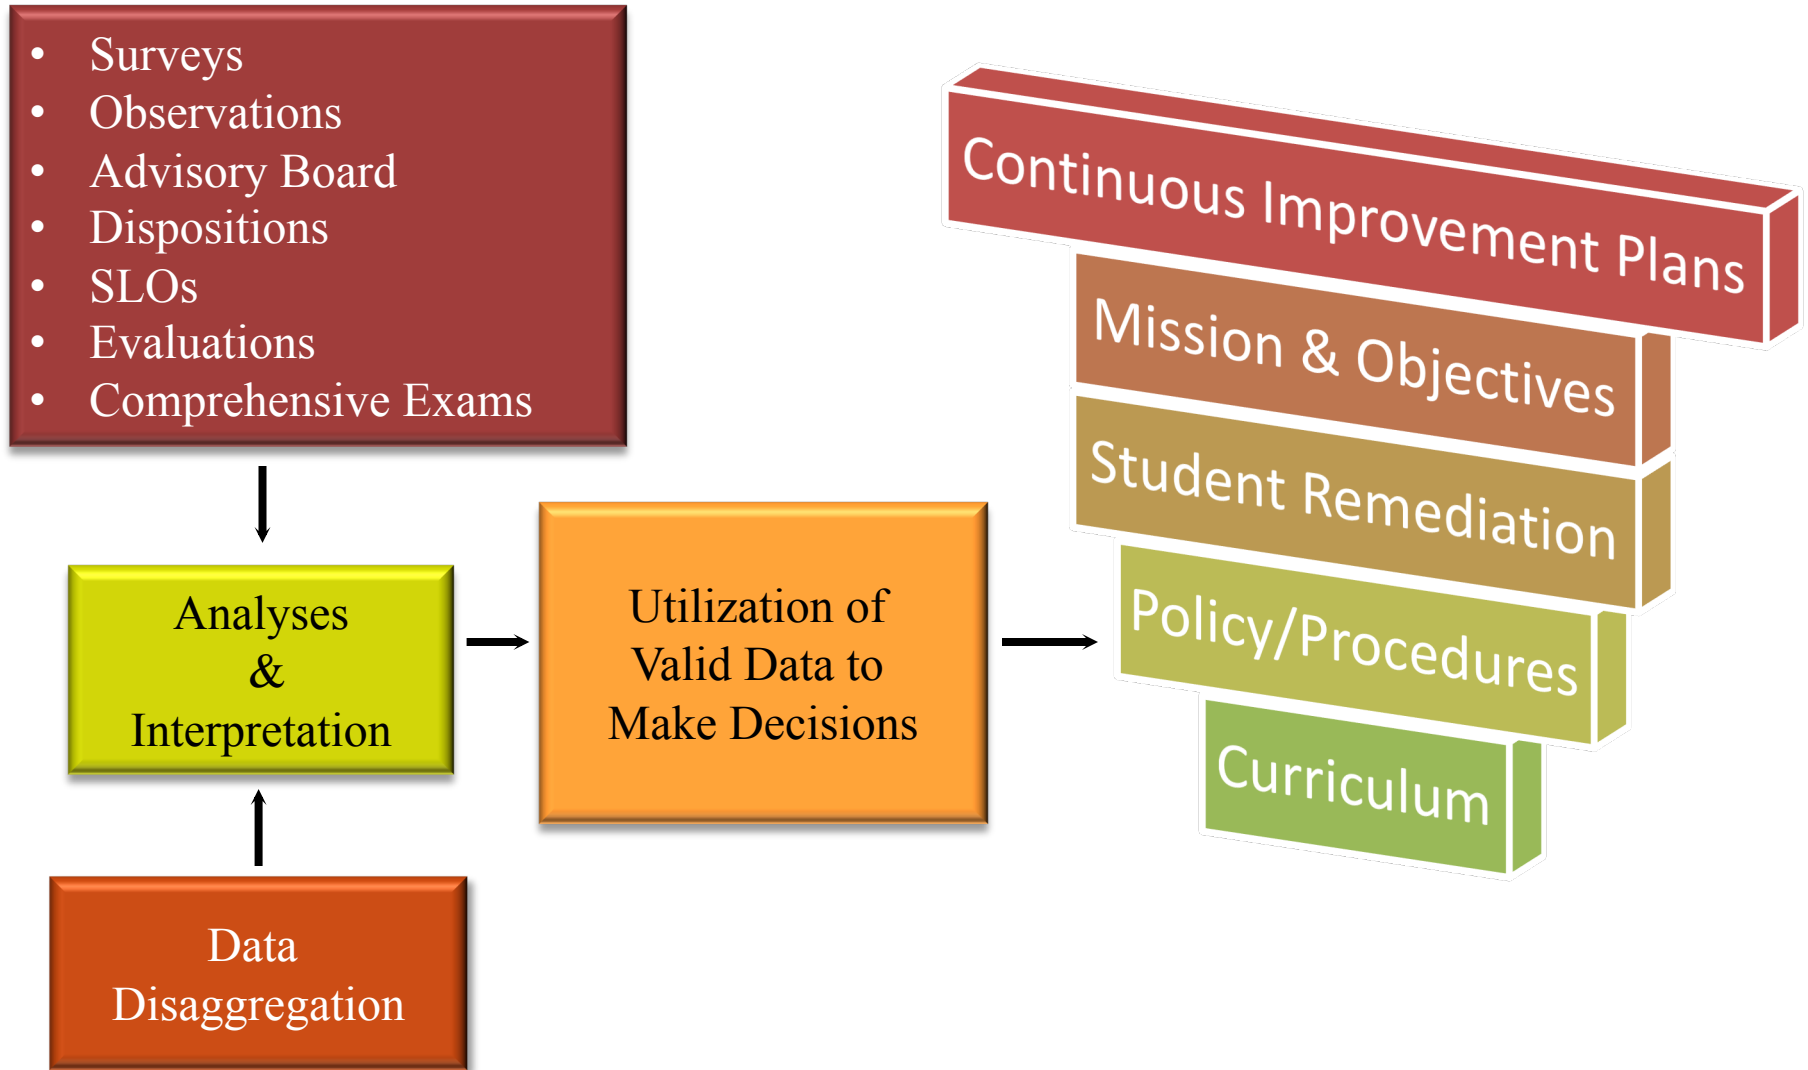 • Surveys
• Observations
• Advisory Board
• Dispositions
• SLOs
• Evaluations
• Comprehensive Exams
Analyses
&
Interpretation
Data
Disaggregation
Utilization of
Valid Data to
Make Decisions
Continuous Improvement Plans
Mission & Objectives
Student Remediation
Policy/Procedures
Curriculum